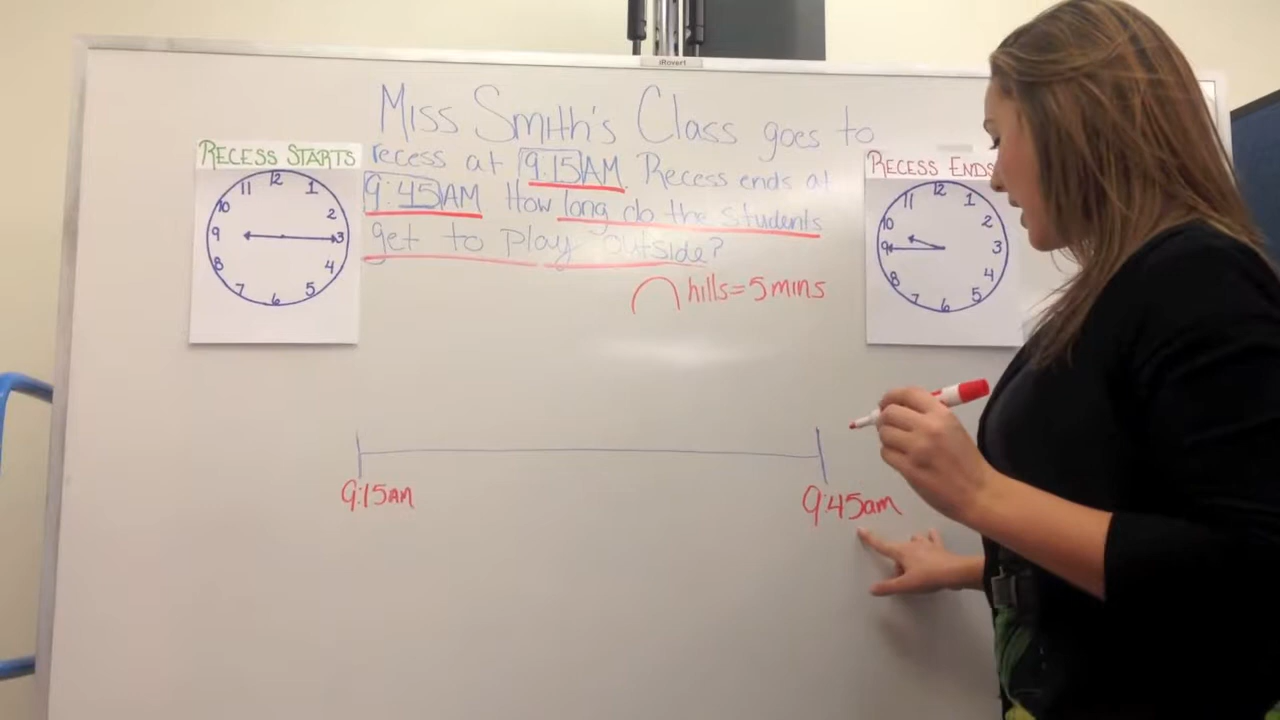 iRover
Miss Smith's Class goes to
recess at 9:15AM. Recess ends at
9:45AM How long do the students
get to play outside?
hills=5mins
RECESS STARTS
12
11
1
10
2
9
3
8
4
7
5
6
RECESS ENDS
12
11
1
10
2
9
3
8
4
7
5
6
9:15AM
9:45am